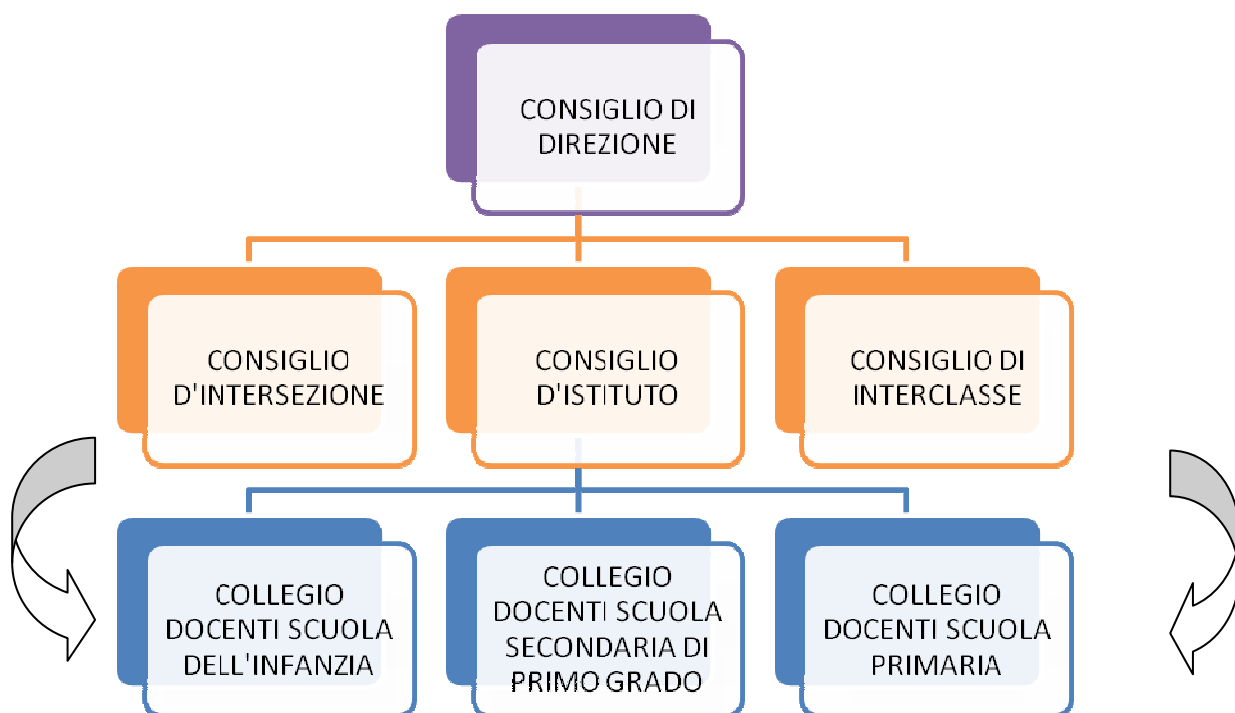 CONSIGLIO DI
DIREZIONE
CONSIGLIO
D'INTERSEZIONE
CONSIGLIO
D'ISTITUTO
CONSIGLIO DI
INTERCLASSE
COLLEGIO
DOCENTI SCUOLA
DELL'INFANZIA
COLLEGIO
DOCENTI SCUOLA
SECONDARIA DI
PRIMO GRADO
COLLEGIO
DOCENTI SCUOLA
PRIMARIA